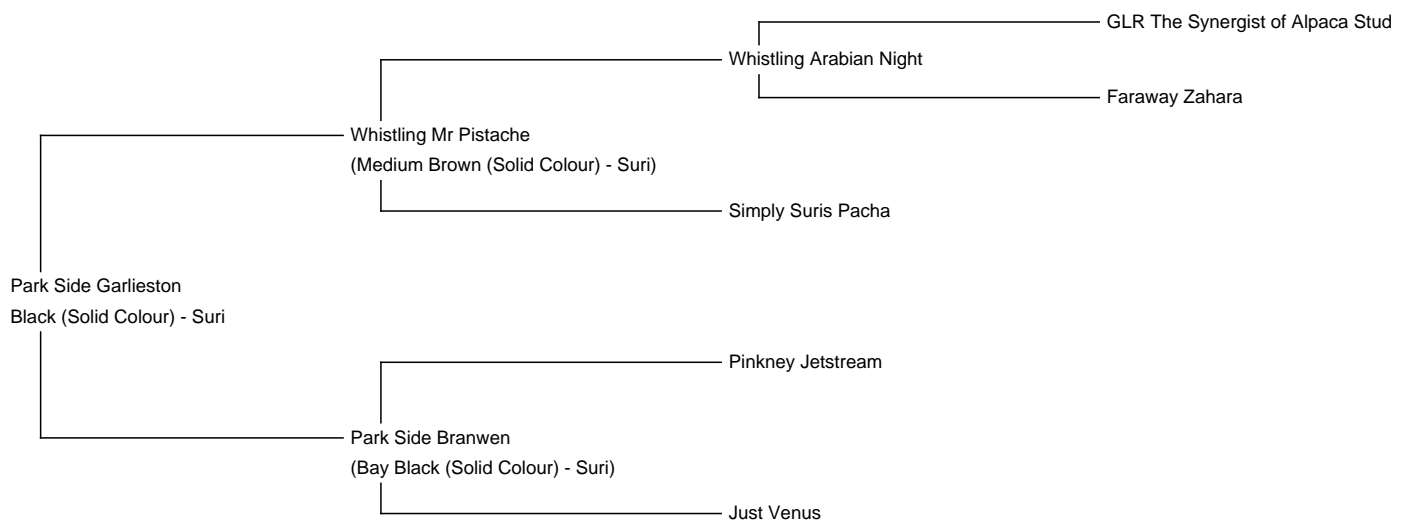 GLR The Synergist of Alpaca Stud
Whistling Arabian Night
Faraway Zahara
Whistling Mr Pistache
(Medium Brown (Solid Colour) - Suri)
Simply Suris Pacha
Park Side Garlieston
Black (Solid Colour) - Suri
Pinkney Jetstream
Park Side Branwen
(Bay Black (Solid Colour) - Suri)
Just Venus